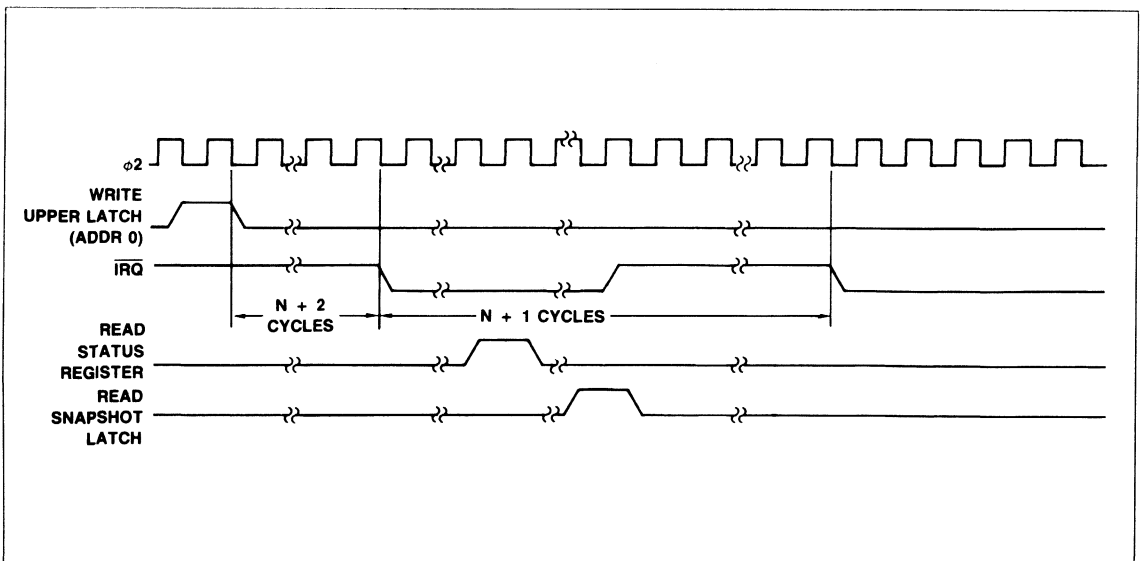 φ2
WRITE
UPPER LATCH
(ADDR 0)
IRQ
N + 2
CYCLES
N + 1 CYCLES
READ
STATUS
REGISTER
READ
SNAPSHOT
LATCH